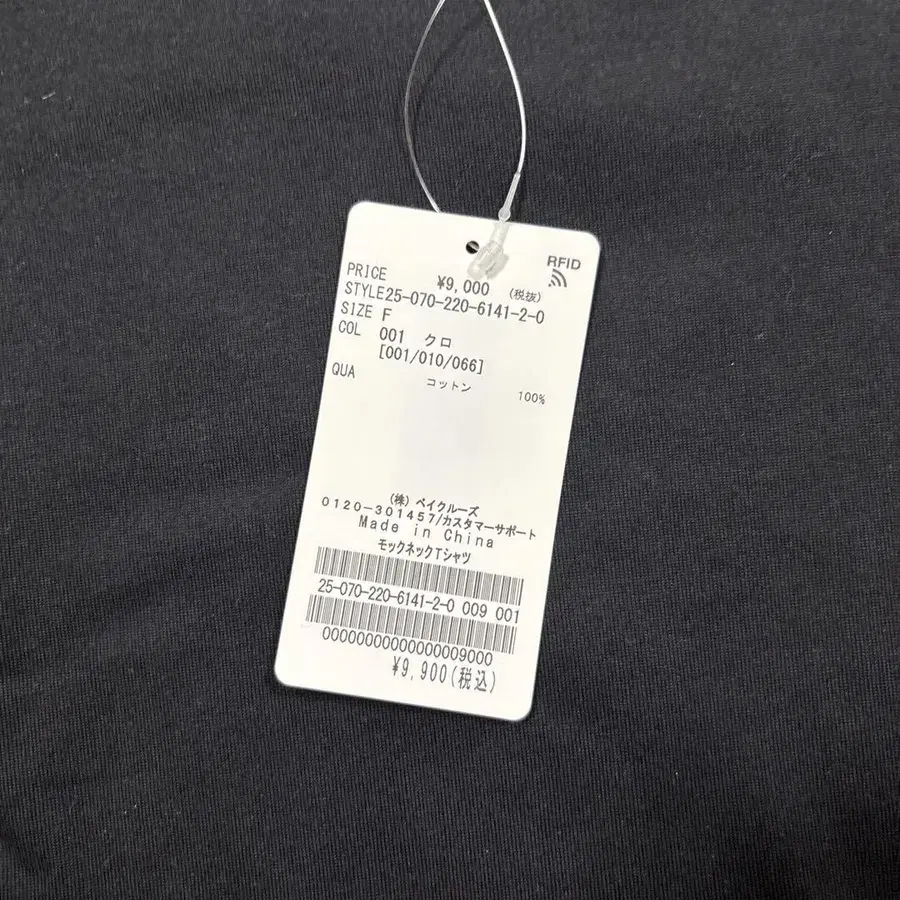 RFID
PRICE ¥9,000 (税抜)
STYLE25-070-220-6141-2-0
SIZE F
COL 001 クロ
[001/010/066]
QUA コットン 100%
(株) ベイクルーズ
0120-301457/カスタマーサポート
Made in China
モックネックTシャツ
25-070-220-6141-2-0 009 001
00000000000000009000
¥9,900(税込)